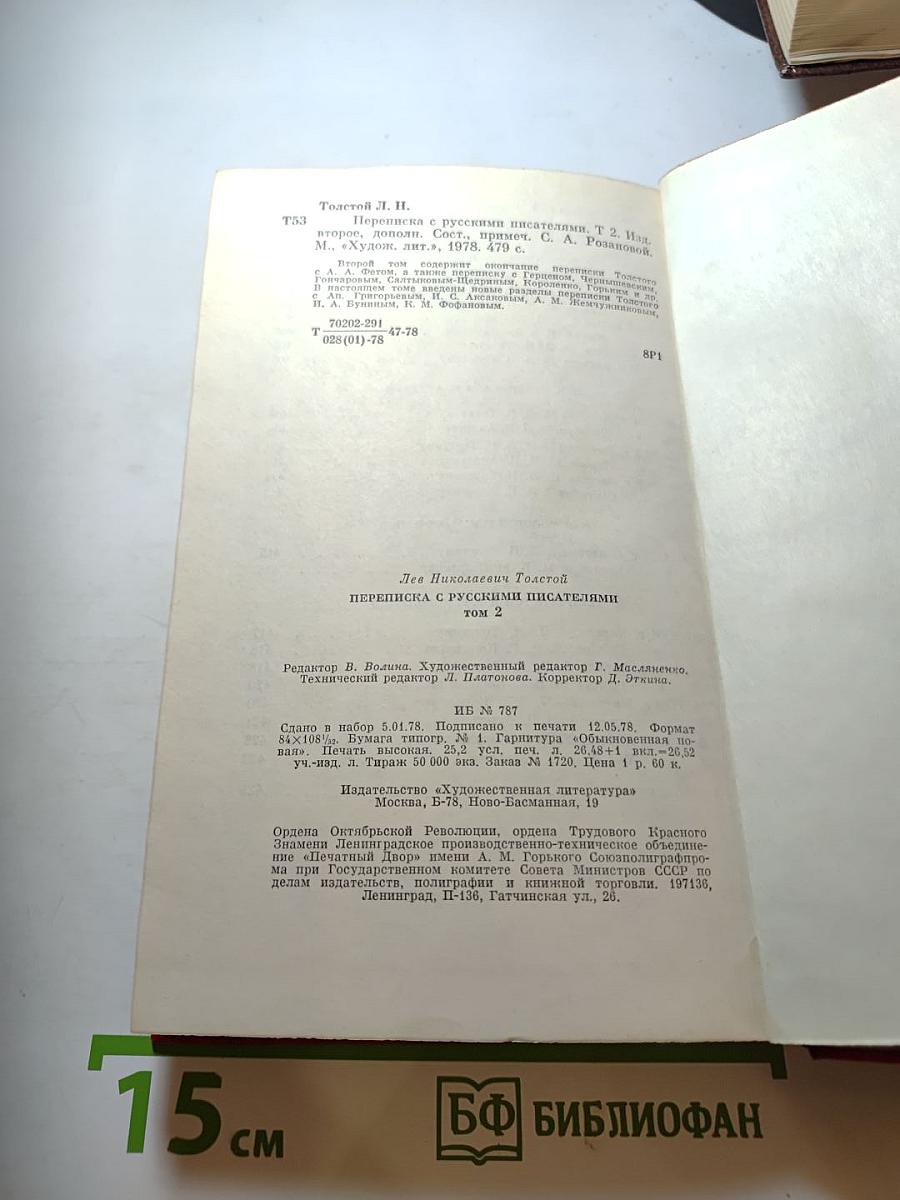 Толстой Л. Н.
Т53 Переписка с русскими писателями. Т 2. Изд.
второе, дополн. Сост., примеч. С. А. Розановой.
М., «Худож. лит.», 1978. 479 с.
Второй том содержит окончание переписки Толстого
с А. А. Фетом, а также переписку с Герценом, Чернышевским,
Гончаровым, Салтыковым-Щедриным, Короленко, Горьким и др.
В настоящем томе введены новые разделы переписки Толстого
с Ап. Григорьевым, И. С. Аксаковым, А. М. Жемчужниковым,
И. А. Буниным, К. М. Фофановым.
70202-291
Т 47-78
028(01)-78
8Р1
Лев Николаевич Толстой
ПЕРЕПИСКА С РУССКИМИ ПИСАТЕЛЯМИ
том 2
Редактор В. Волина. Художественный редактор Г. Масляненко.
Технический редактор Л. Платонова. Корректор Д. Эткина.
ИБ № 787
Сдано в набор 5.01.78. Подписано к печати 12.05.78. Формат
84×108¹/₃₂. Бумага типогр. № 1. Гарнитура «Обыкновенная но-
вая». Печать высокая. 25,2 усл. печ. л. 26,48+1 вкл.=26,52
уч.-изд. л. Тираж 50 000 экз. Заказ № 1720. Цена 1 р. 60 к.
Издательство «Художественная литература»
Москва, Б-78, Ново-Басманная, 19
Ордена Октябрьской Революции, ордена Трудового Красного
Знамени Ленинградское производственно-техническое объедине-
ние «Печатный Двор» имени А. М. Горького Союзполиграфпро-
ма при Государственном комитете Совета Министров СССР по
делам издательств, полиграфии и книжной торговли. 197136,
Ленинград, П-136, Гатчинская ул., 26.
15 см
БФ БИБЛИОФАН